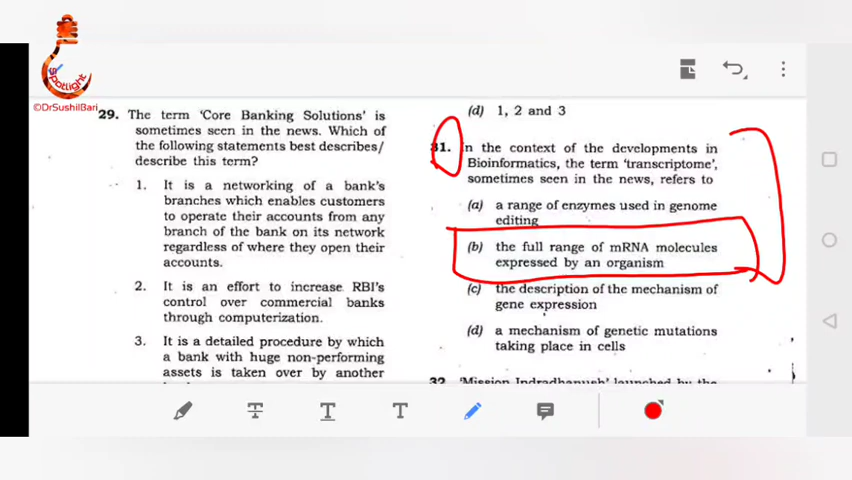 Spotlight
©DrSushilBari
29. The term 'Core Banking Solutions' is
sometimes seen in the news. Which of
the following statements best describes/
describe this term?
1. It is a networking of a bank's
branches which enables customers
to operate their accounts from any
branch of the bank on its network
regardless of where they open their
accounts.
2. It is an effort to increase RBI's
control over commercial banks
through computerization.
3. It is a detailed procedure by which
a bank with huge non-performing
assets is taken over by another
(d) 1, 2 and 3
31. In the context of the developments in
Bioinformatics, the term 'transcriptome',
sometimes seen in the news, refers to
(a) a range of enzymes used in genome
editing
(b) the full range of mRNA molecules
expressed by an organism
(c) the description of the mechanism of
gene expression
(d) a mechanism of genetic mutations
taking place in cells
32. 'Mission Indradhanush' launched by the
T T T